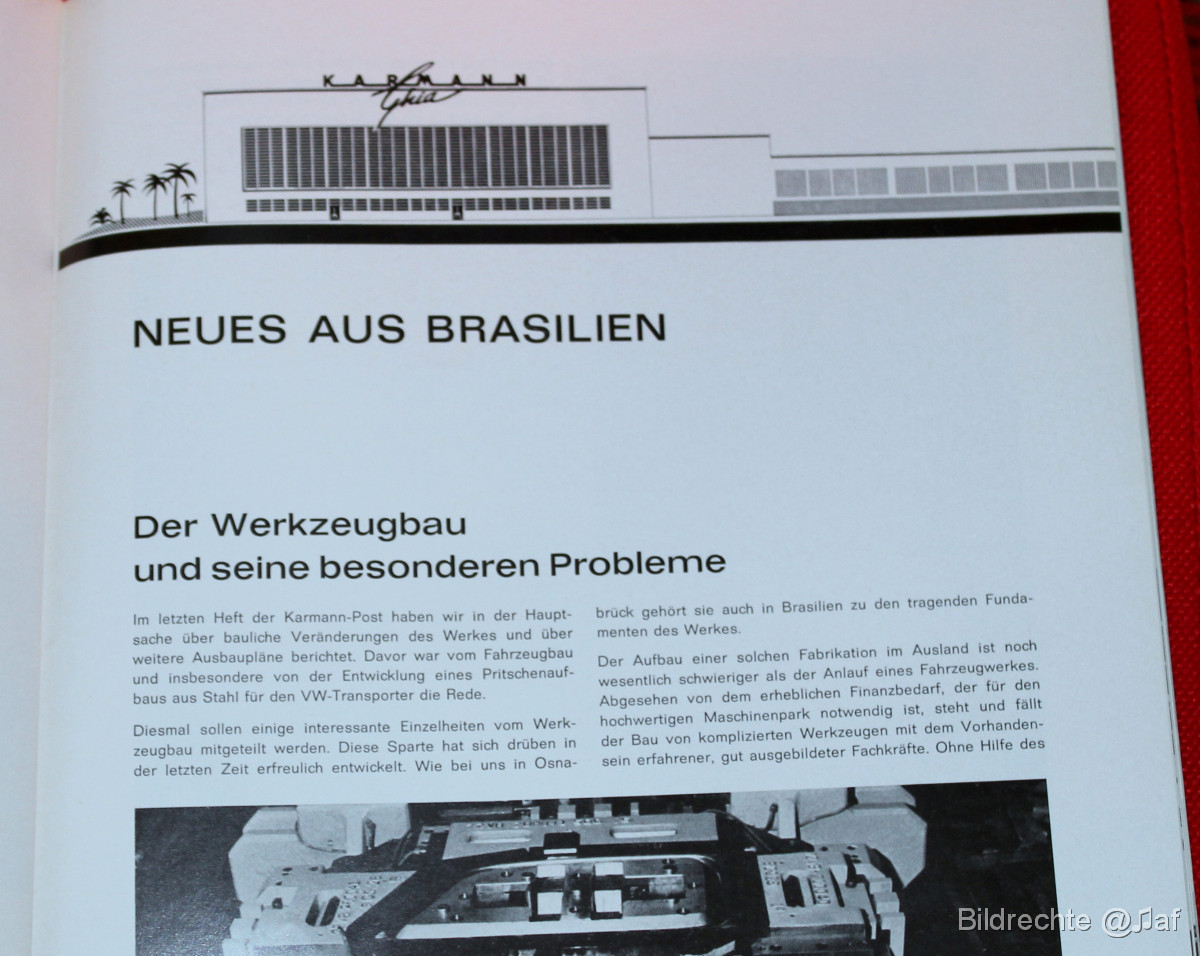 KARMANN
Ghia
NEUES AUS BRASILIEN
Der Werkzeugbau
und seine besonderen Probleme
Im letzten Heft der Karmann-Post haben wir in der Haupt-
sache über bauliche Veränderungen des Werkes und über
weitere Ausbaupläne berichtet. Davor war vom Fahrzeugbau
und insbesondere von der Entwicklung eines Pritschenauf-
baus aus Stahl für den VW-Transporter die Rede.
Diesmal sollen einige interessante Einzelheiten vom Werk-
zeugbau mitgeteilt werden. Diese Sparte hat sich drüben in
der letzten Zeit erfreulich entwickelt. Wie bei uns in Osna-
brück gehört sie auch in Brasilien zu den tragenden Funda-
menten des Werkes.
Der Aufbau einer solchen Fabrikation im Ausland ist noch
wesentlich schwieriger als der Anlauf eines Fahrzeugwerkes.
Abgesehen von dem erheblichen Finanzbedarf, der für den
hochwertigen Maschinenpark notwendig ist, steht und fällt
der Bau von komplizierten Werkzeugen mit dem Vorhanden-
sein erfahrener, gut ausgebildeter Fachkräfte. Ohne Hilfe des
Bildrechte @